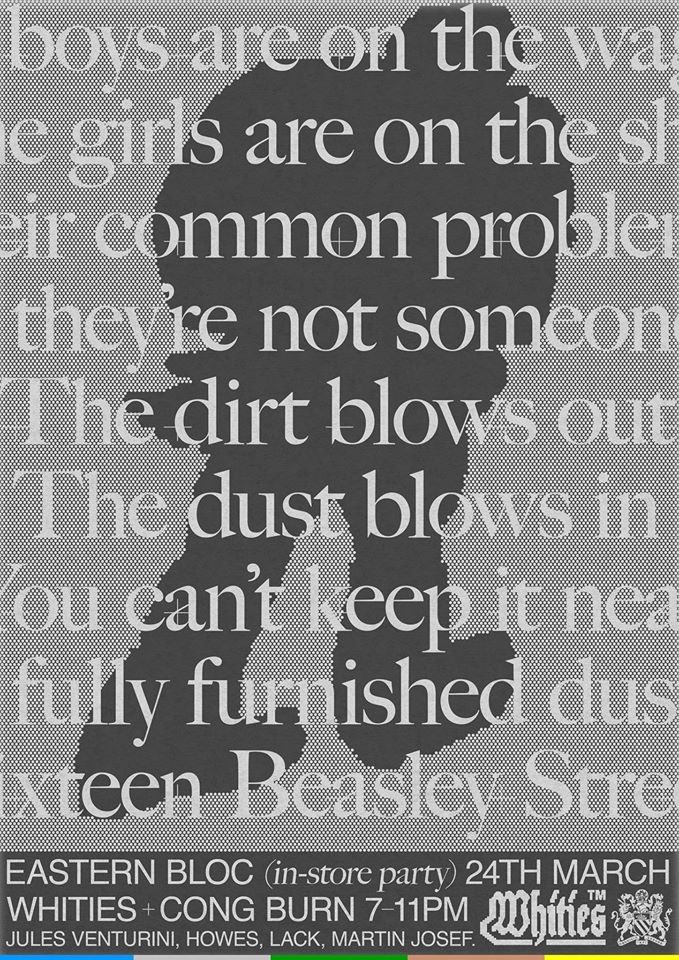 boys are on the wag
e girls are on the sh
eir common problem
they're not someone
The dirt blows out
The dust blows in
You can't keep it nea
fully furnished dus
ixteen Beasley Stree
EASTERN BLOC (in-store party) 24TH MARCH
WHITIES + CONG BURN 7–11PM
JULES VENTURINI, HOWES, LACK, MARTIN JOSEF.
Whities™